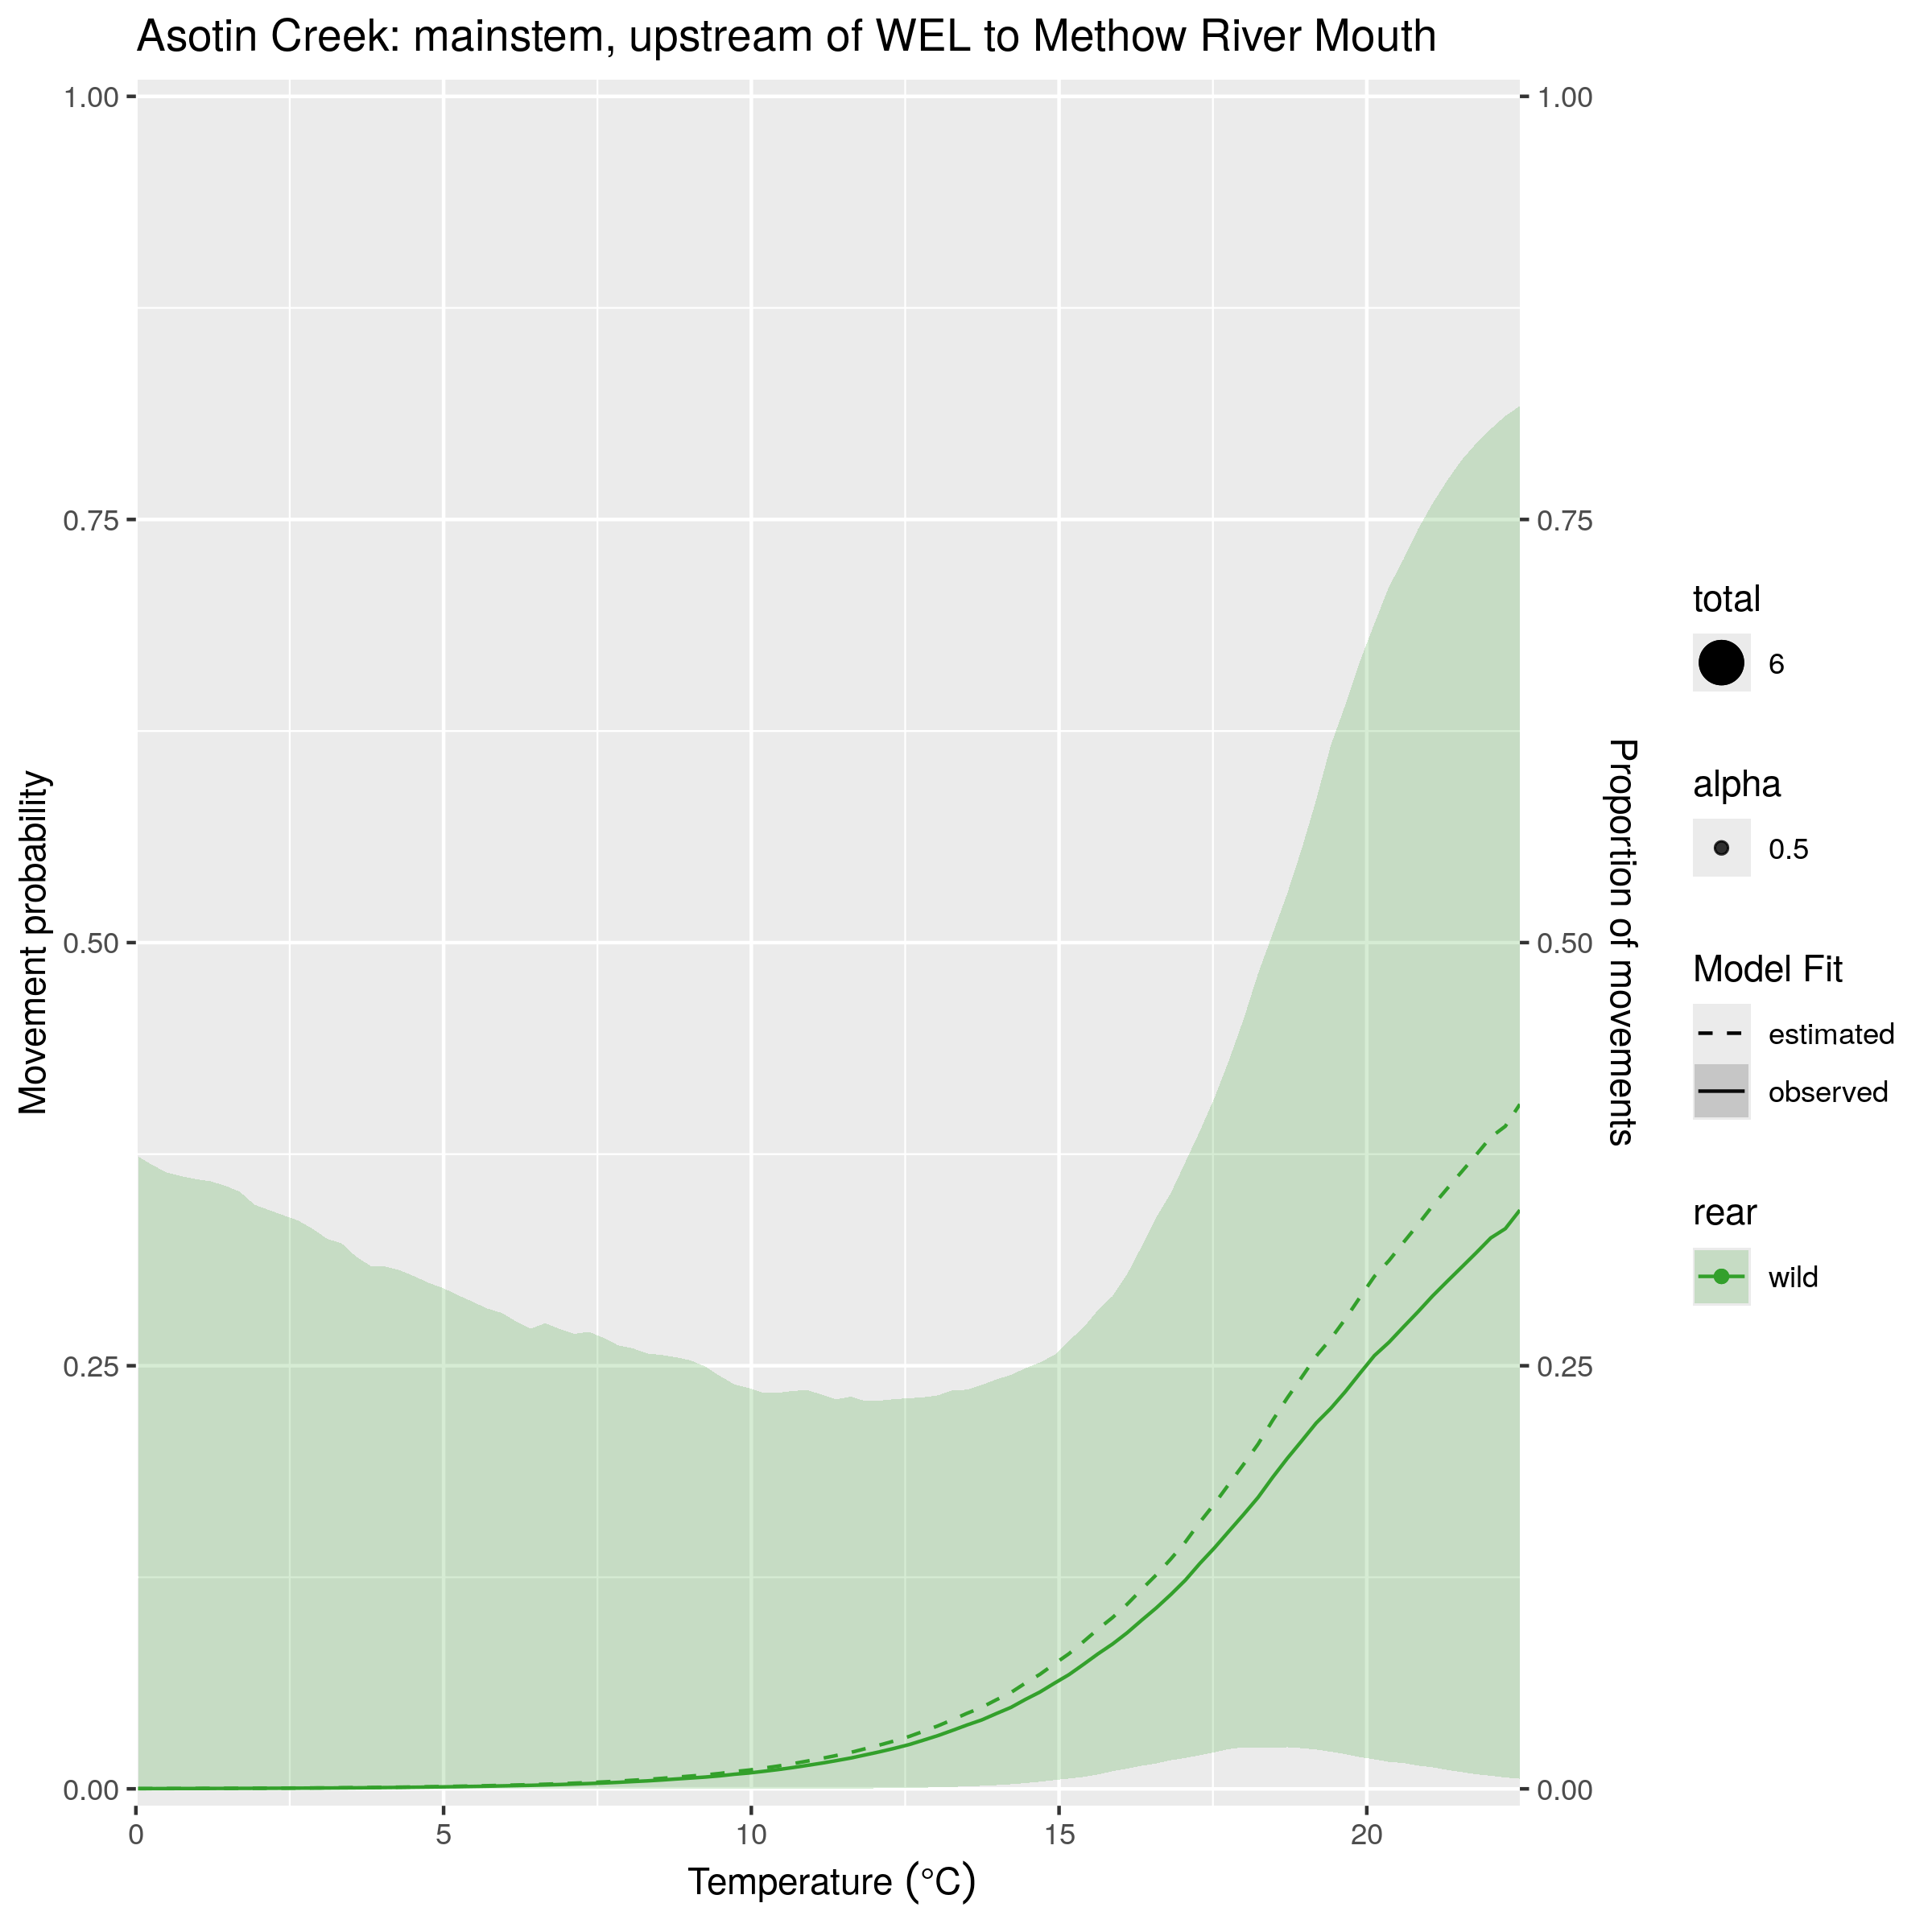 Asotin Creek: mainstem, upstream of WEL to Methow River Mouth
Movement probability
1.00
0.75
0.50
0.25
0.00
1.00
0.75
0.50
0.25
0.00
Proportion of movements
0
5
10
15
20
Temperature (°C)
total
6
alpha
0.5
Model Fit
estimated
observed
rear
wild